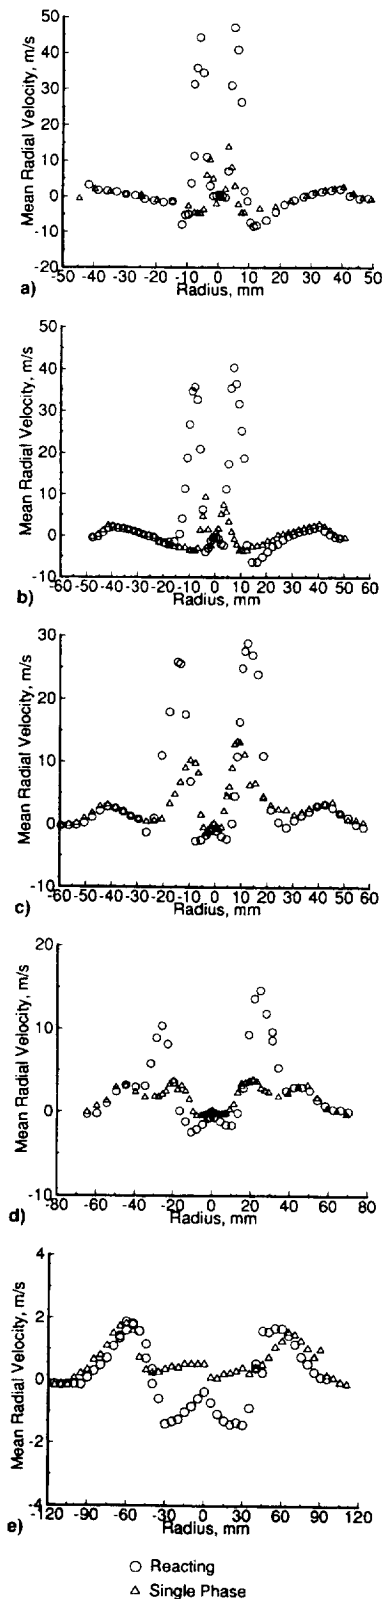 50
40
30
20
10
0
-10
-20
Mean Radial Velocity, m/s
-50 -40 -30 -20 -10 0 10 20 30 40 50
Radius, mm
a)
50
40
30
20
10
0
-10
Mean Radial Velocity, m/s
-60 -50 -40 -30 -20 -10 0 10 20 30 40 50 60
Radius, mm
b)
30
20
10
0
-10
Mean Radial Velocity, m/s
-60 -50 -40 -30 -20 -10 0 10 20 30 40 50 60
Radius, mm
c)
20
10
0
-10
Mean Radial Velocity, m/s
-80 -60 -40 -20 0 20 40 60 80
Radius, mm
d)
4
2
0
-2
-4
Mean Radial Velocity, m/s
-120 -90 -60 -30 0 30 60 90 120
Radius, mm
e)
Reacting
Single Phase